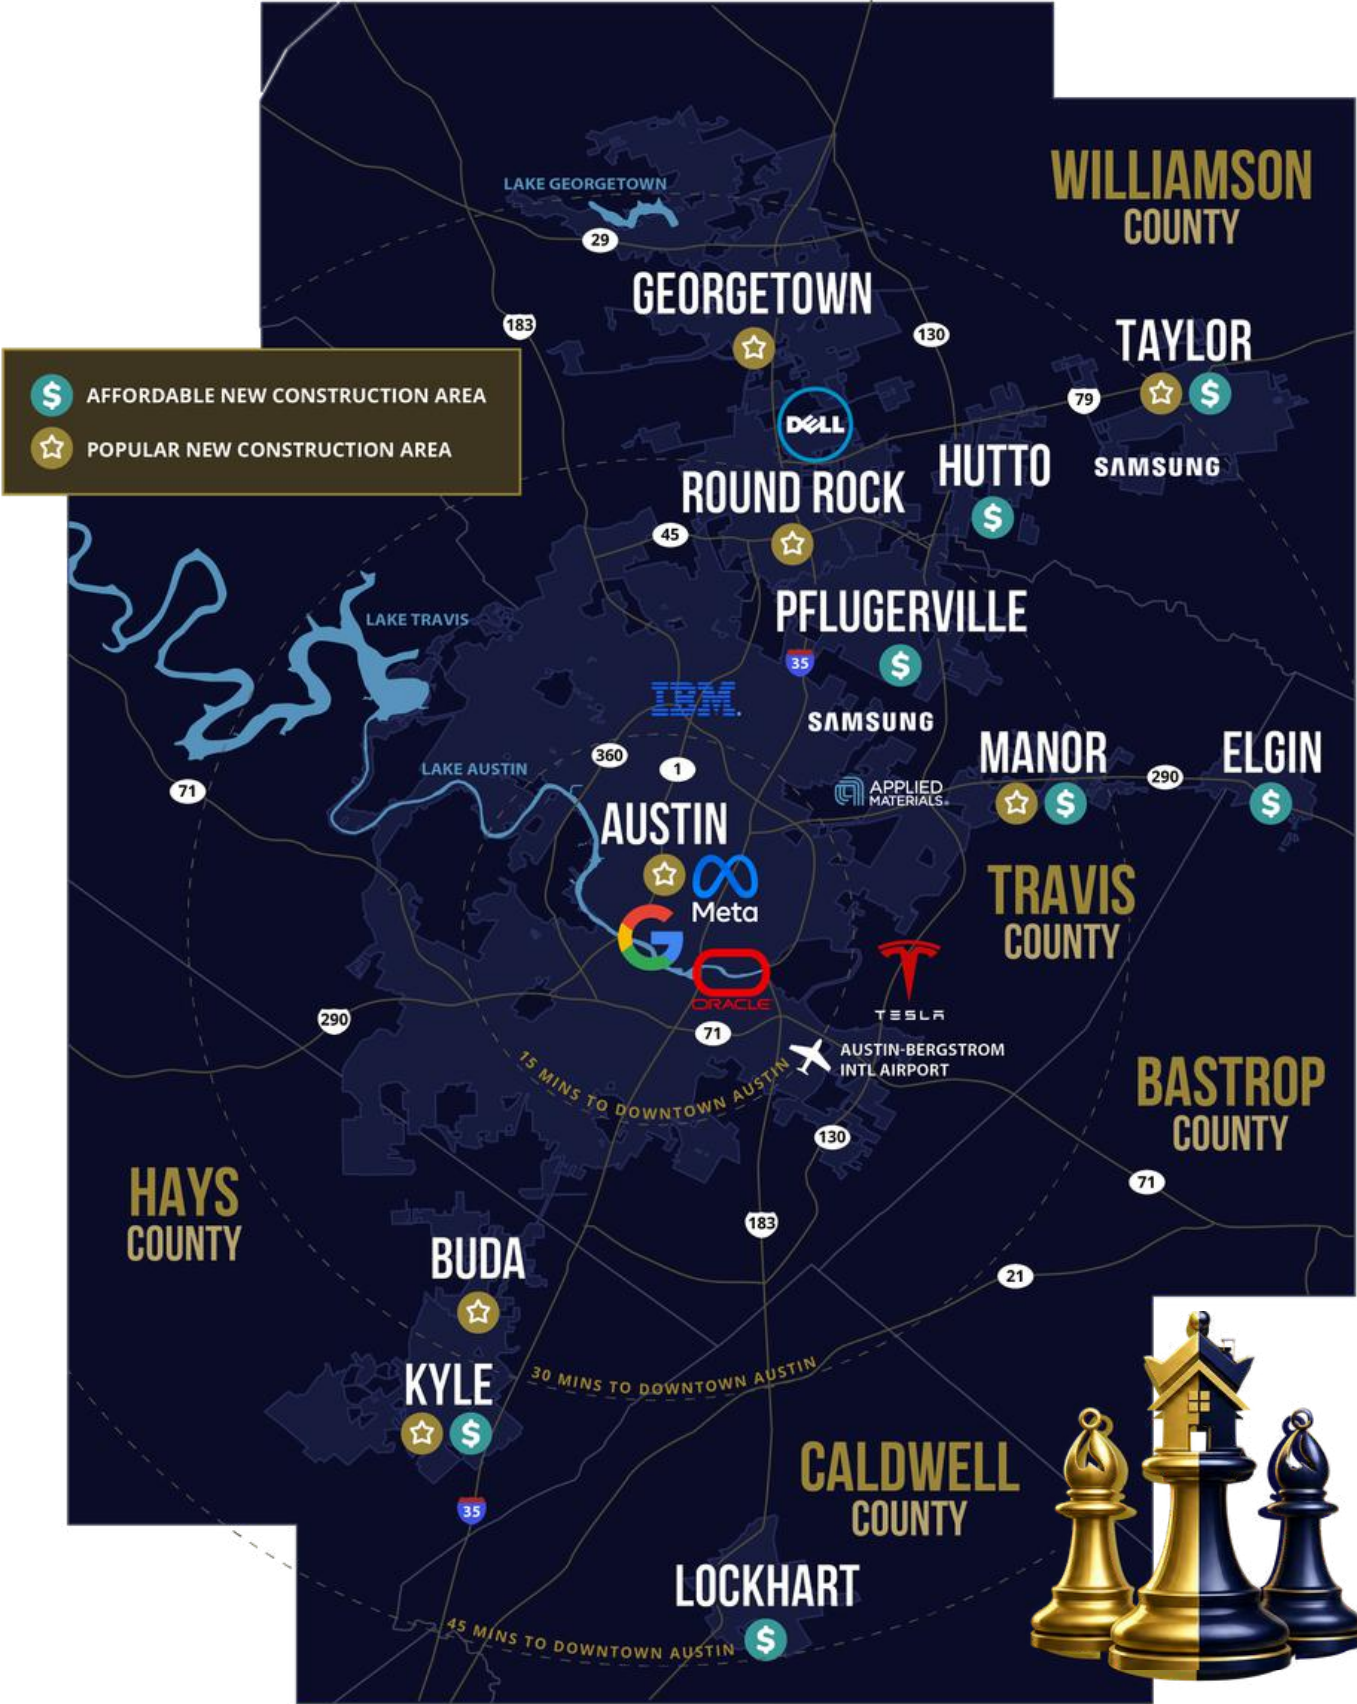 WILLIAMSON
COUNTY
LAKE GEORGETOWN
29
GEORGETOWN
183
130
TAYLOR
$ AFFORDABLE NEW CONSTRUCTION AREA
POPULAR NEW CONSTRUCTION AREA
79
$
DELL
HUTTO
SAMSUNG
ROUND ROCK
$
45
PFLUGERVILLE
LAKE TRAVIS
35
$
IBM.
SAMSUNG
MANOR
ELGIN
360
1
LAKE AUSTIN
290
71
APPLIED
MATERIALS®
$
$
AUSTIN
TRAVIS
COUNTY
Meta
G
ORACLE
TESLA
290
71
AUSTIN-BERGSTROM
INTL AIRPORT
15 MINS TO DOWNTOWN AUSTIN
BASTROP
COUNTY
130
HAYS
COUNTY
71
183
BUDA
21
30 MINS TO DOWNTOWN AUSTIN
KYLE
$
CALDWELL
COUNTY
35
LOCKHART
45 MINS TO DOWNTOWN AUSTIN
$